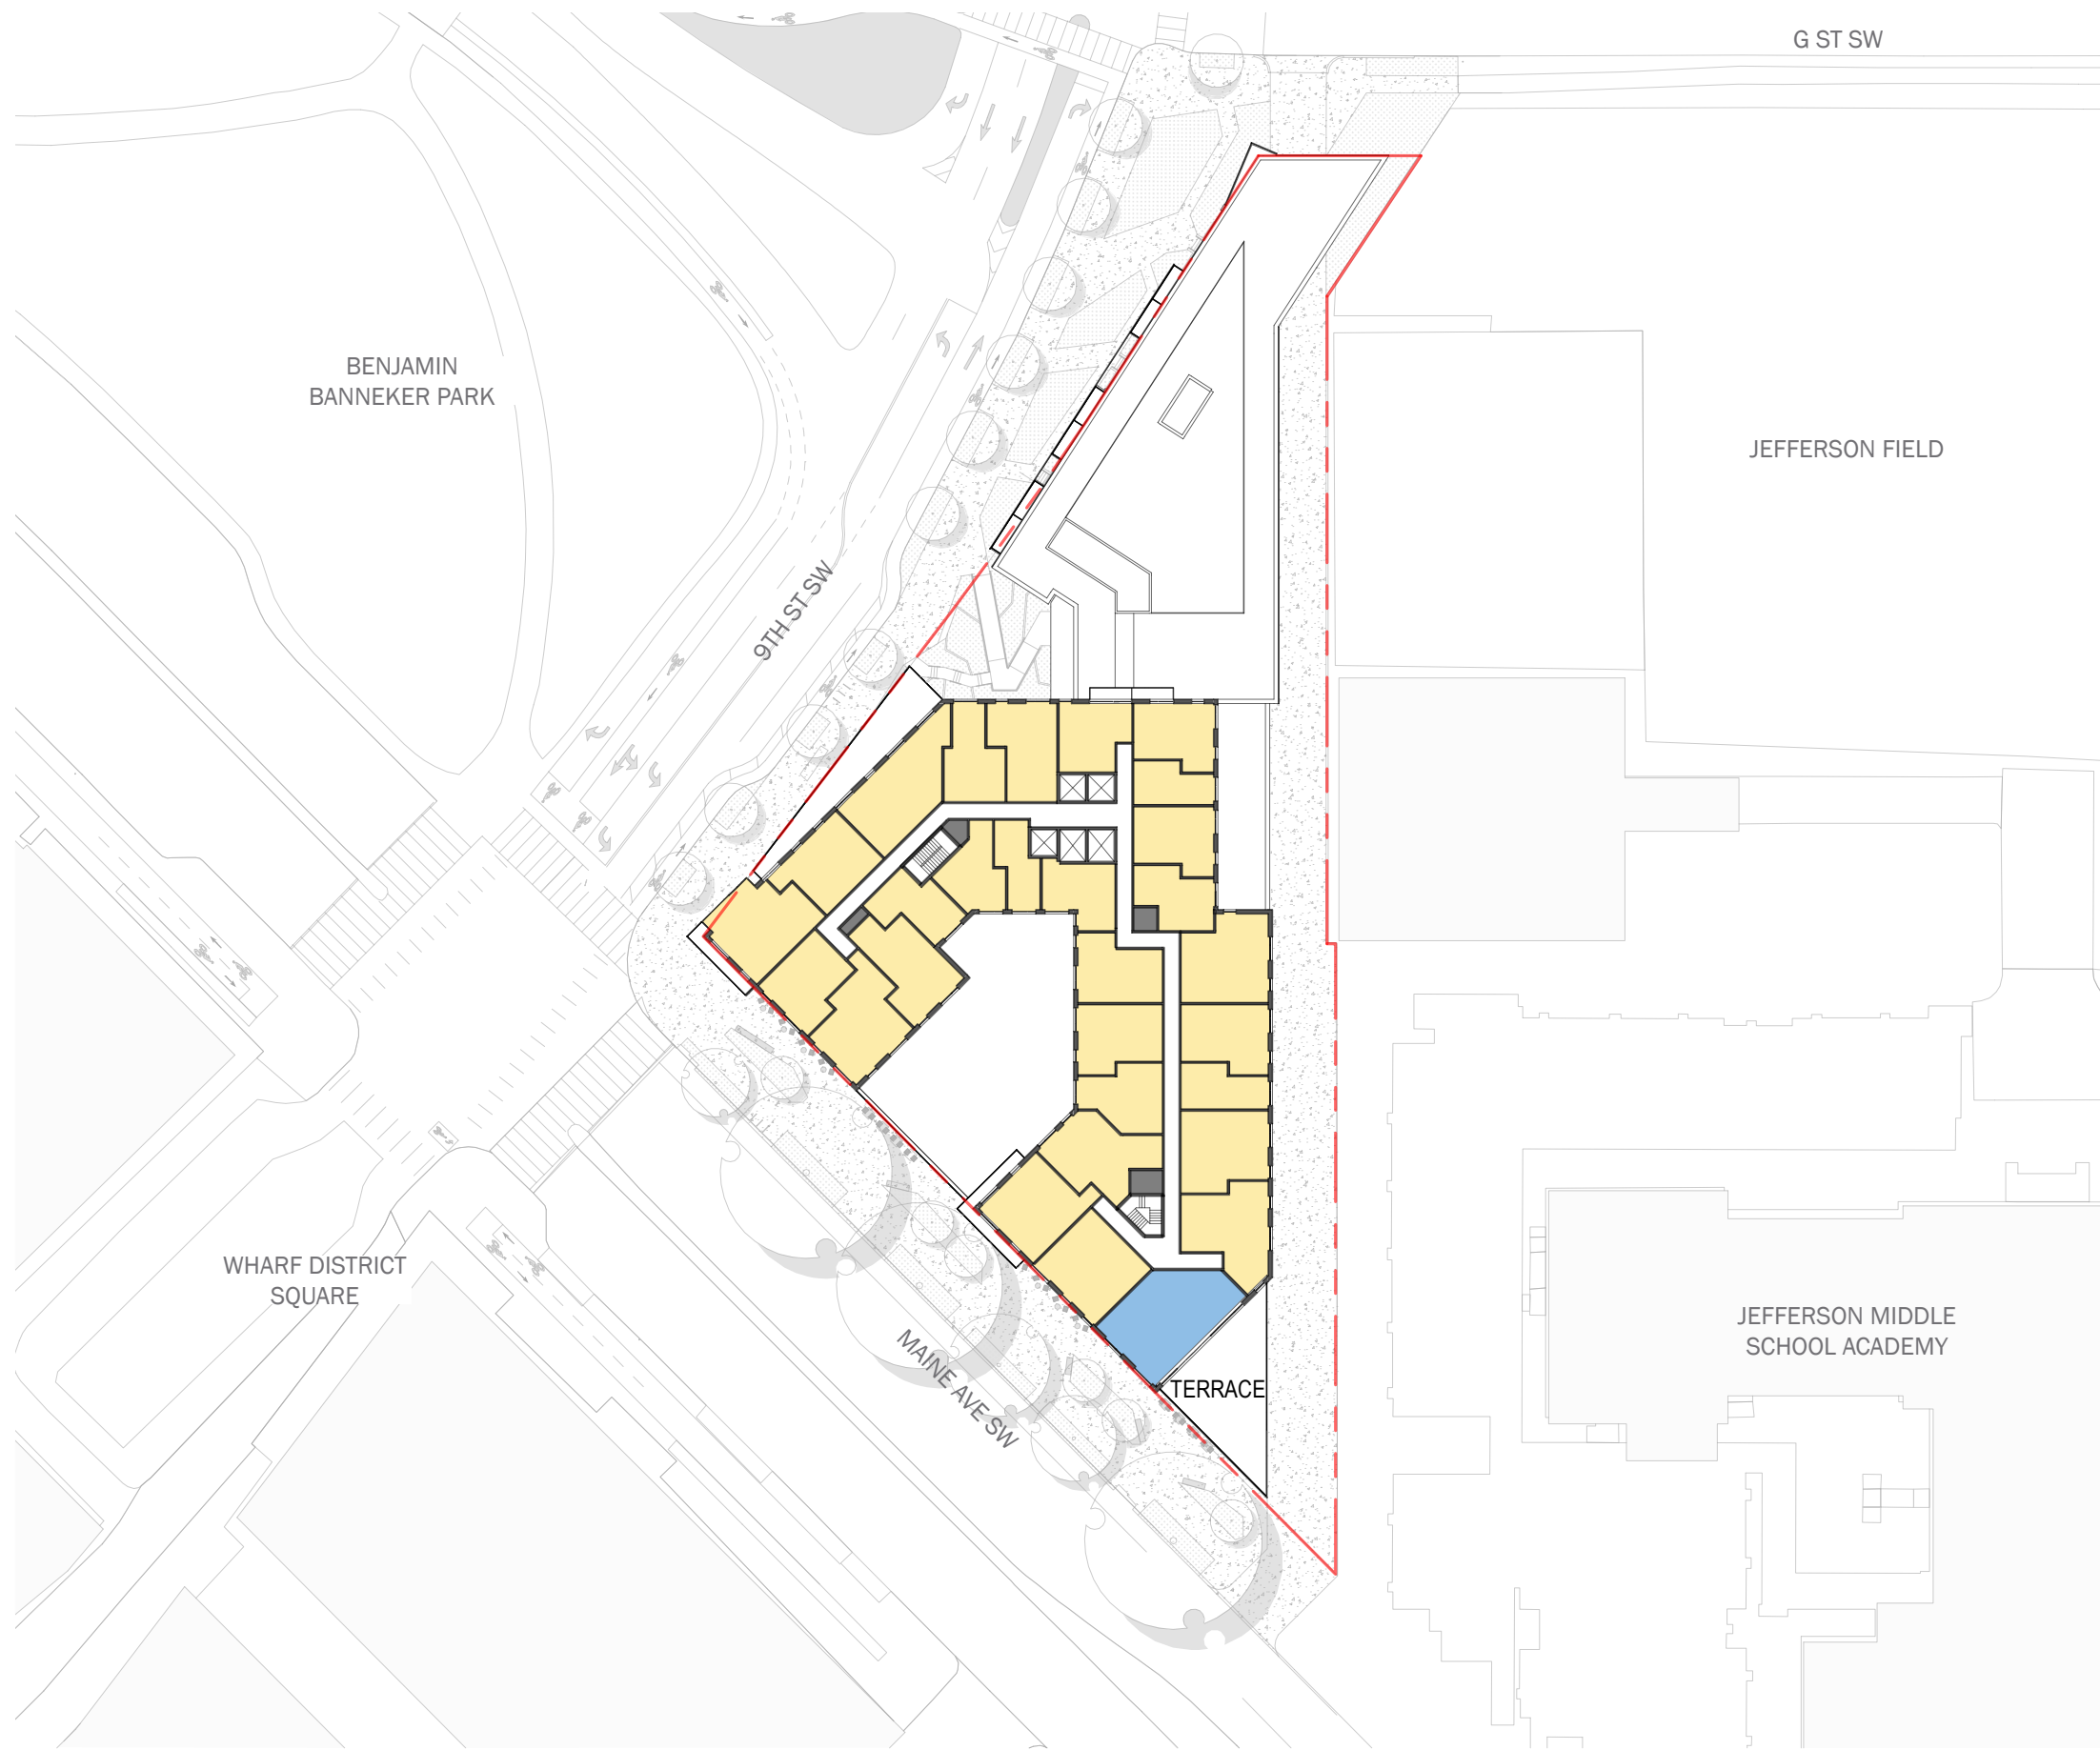 G ST SW
BENJAMIN
BANNEKER PARK
JEFFERSON FIELD
9TH ST SW
WHARF DISTRICT
SQUARE
MAINE AVE SW
JEFFERSON MIDDLE
SCHOOL ACADEMY
TERRACE